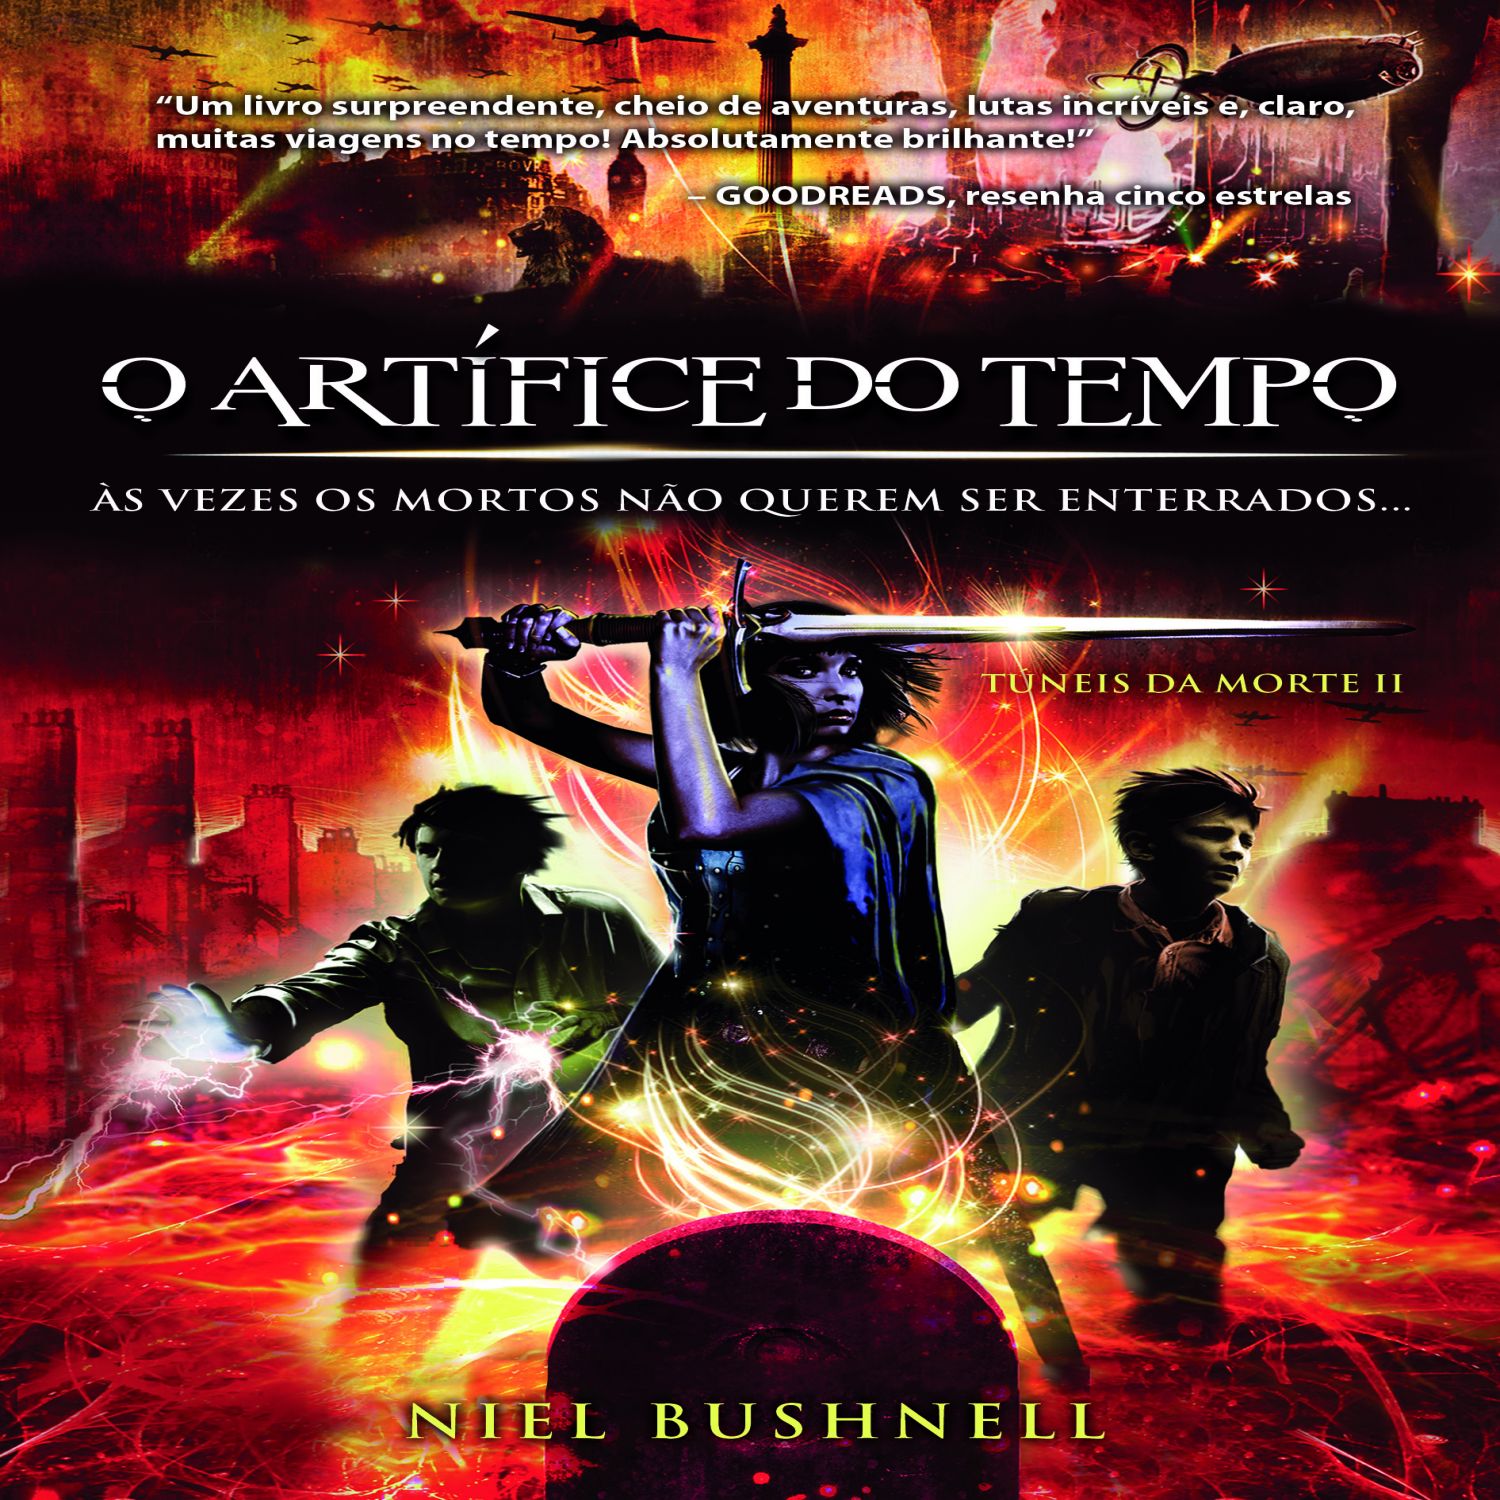 “Um livro surpreendente, cheio de aventuras, lutas incríveis e, claro,
muitas viagens no tempo! Absolutamente brilhante!”
– GOODREADS, resenha cinco estrelas
O ARTÍFICE DO TEMPO
ÀS VEZES OS MORTOS NÃO QUEREM SER ENTERRADOS...
TÚNEIS DA MORTE II
NIEL BUSHNELL